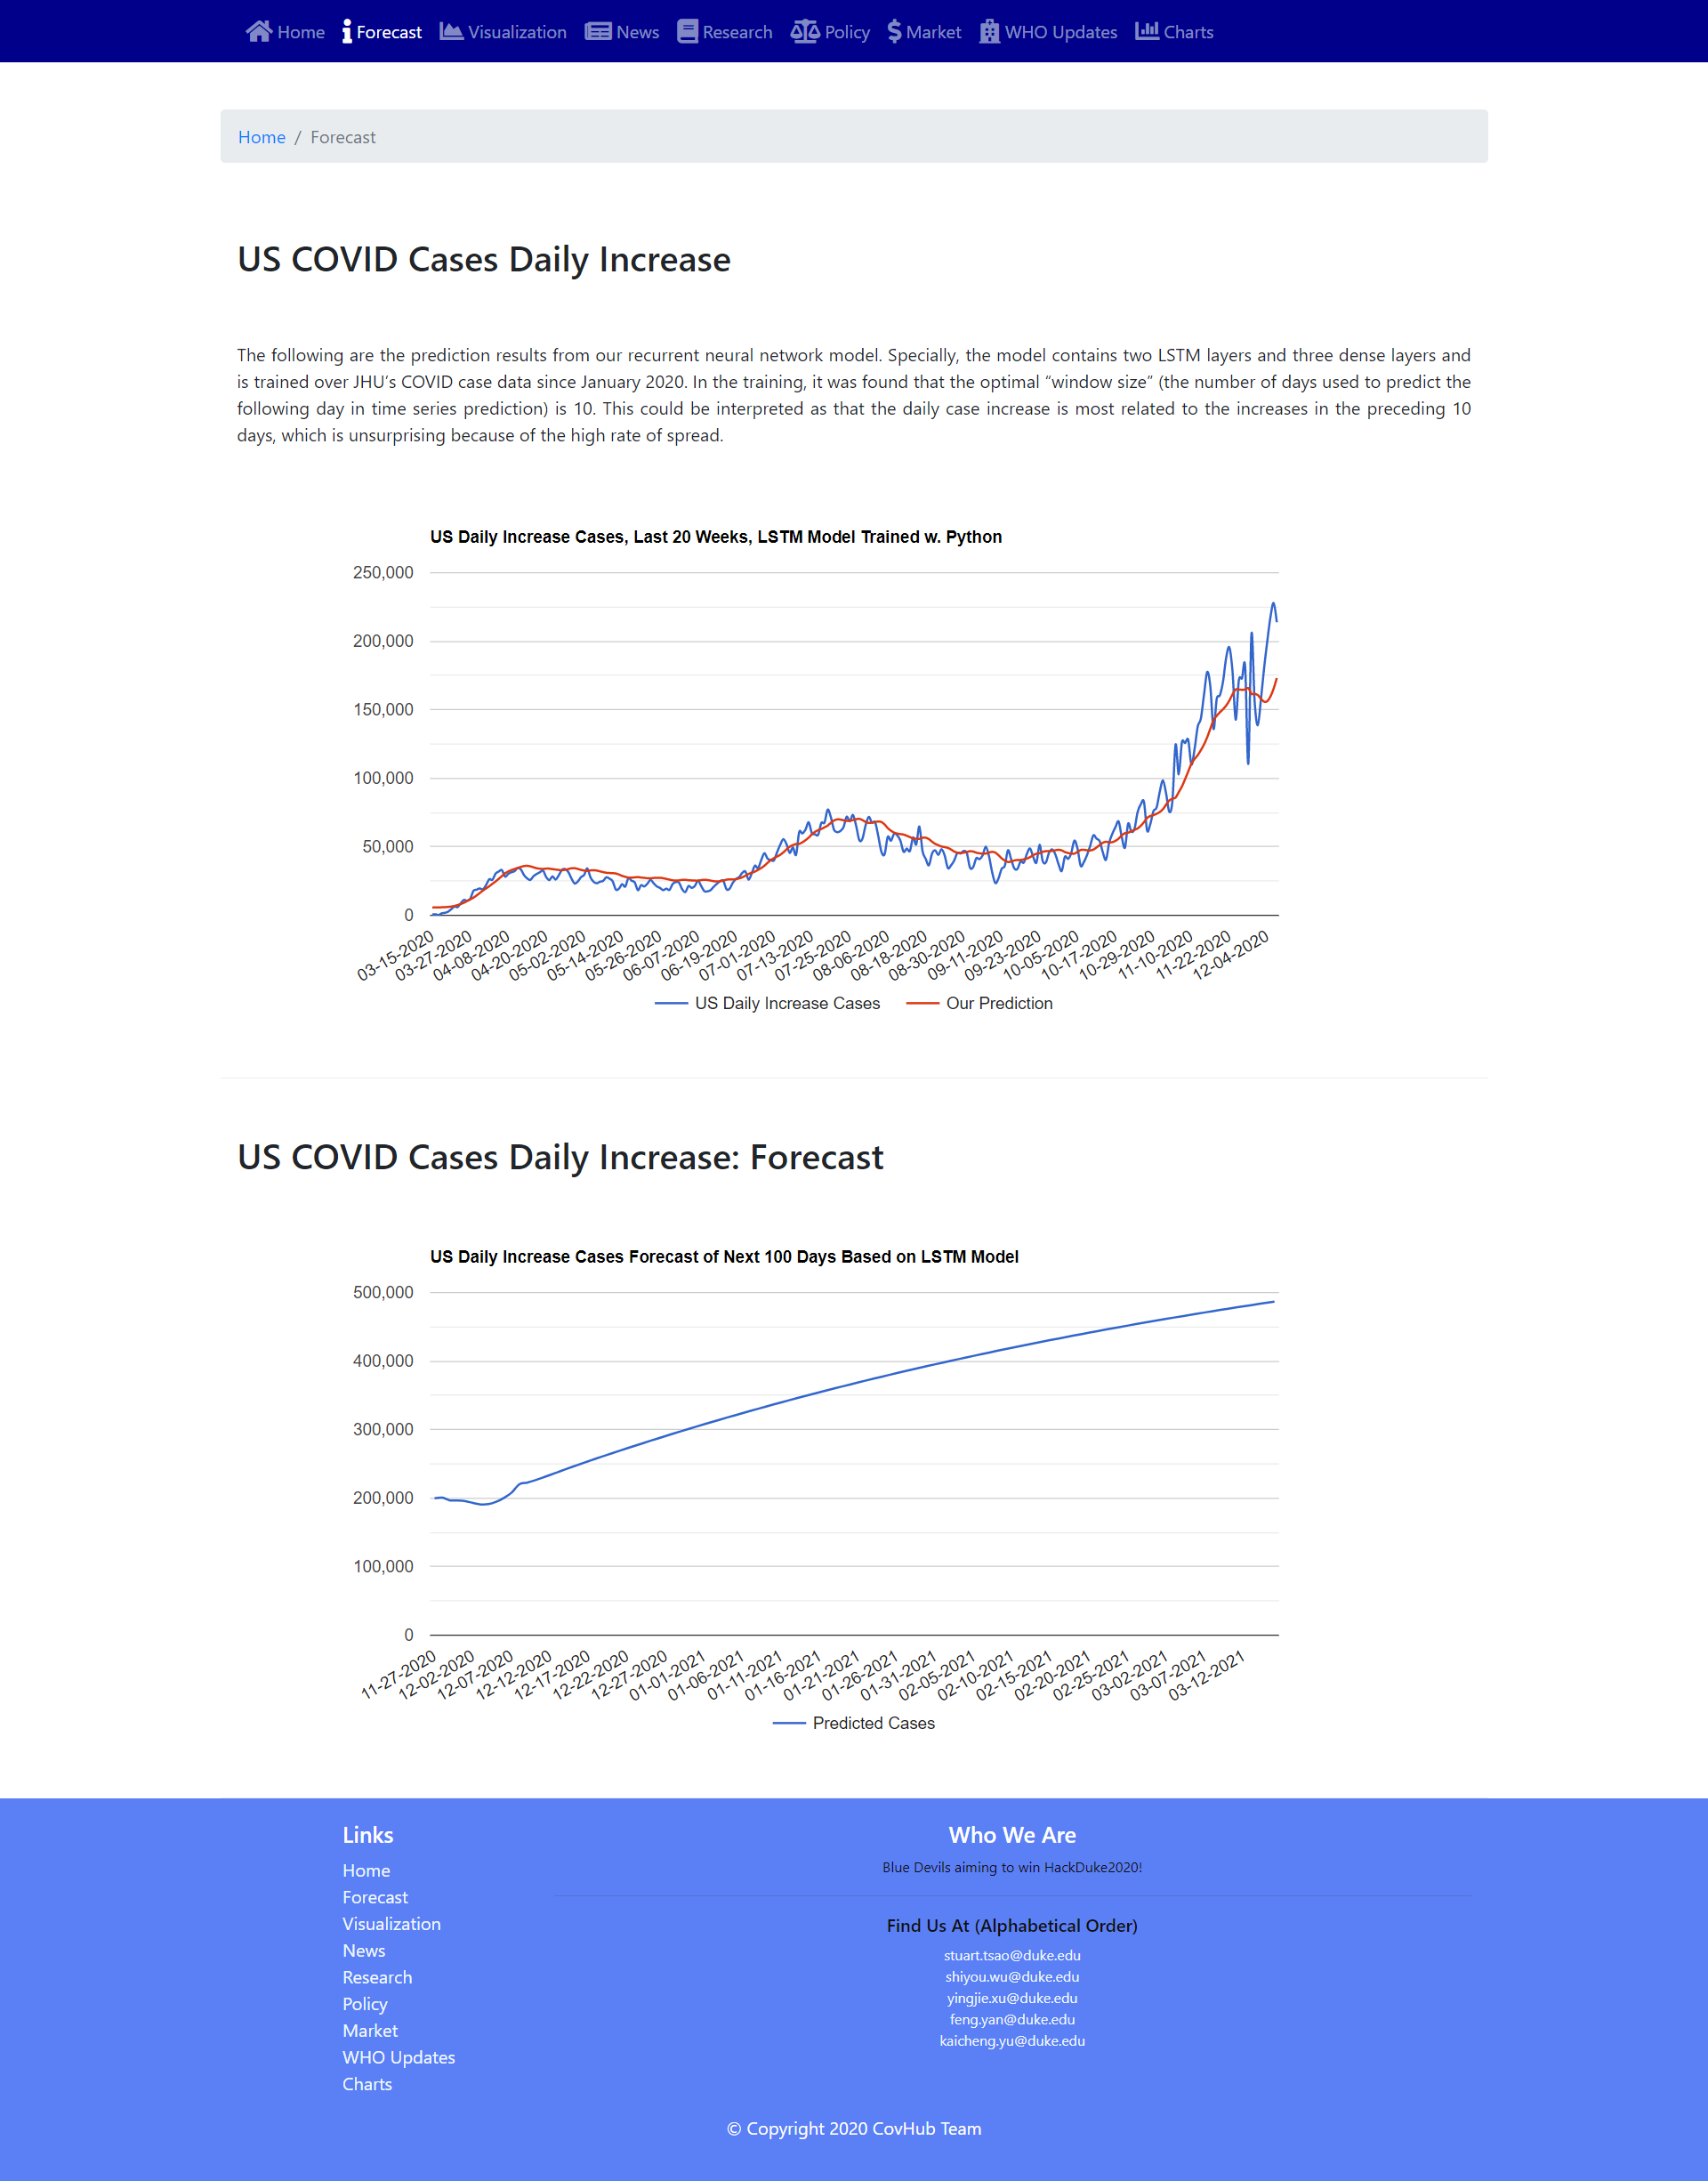 Home Forecast Visualization News Research Policy Market WHO Updates Charts
Home / Forecast
US COVID Cases Daily Increase
The following are the prediction results from our recurrent neural network model. Specially, the model contains two LSTM layers and three dense layers and
is trained over JHU’s COVID case data since January 2020. In the training, it was found that the optimal “window size” (the number of days used to predict the
following day in time series prediction) is 10. This could be interpreted as that the daily case increase is most related to the increases in the preceding 10
days, which is unsurprising because of the high rate of spread.
US Daily Increase Cases, Last 20 Weeks, LSTM Model Trained w. Python
250,000
200,000
150,000
100,000
50,000
0
03-15-2020 03-27-2020 04-08-2020 04-20-2020 05-02-2020 05-14-2020 05-26-2020 06-07-2020 06-19-2020 07-01-2020 07-13-2020 07-25-2020 08-06-2020 08-18-2020 08-30-2020 09-11-2020 09-23-2020 10-05-2020 10-17-2020 10-29-2020 11-10-2020 11-22-2020 12-04-2020
US Daily Increase Cases Our Prediction
US COVID Cases Daily Increase: Forecast
US Daily Increase Cases Forecast of Next 100 Days Based on LSTM Model
500,000
400,000
300,000
200,000
100,000
0
11-27-2020 12-02-2020 12-07-2020 12-12-2020 12-17-2020 12-22-2020 12-27-2020 01-01-2021 01-06-2021 01-11-2021 01-16-2021 01-21-2021 01-26-2021 01-31-2021 02-05-2021 02-10-2021 02-15-2021 02-20-2021 02-25-2021 03-02-2021 03-07-2021 03-12-2021
Predicted Cases
Links
Home
Forecast
Visualization
News
Research
Policy
Market
WHO Updates
Charts
Who We Are
Blue Devils aiming to win HackDuke2020!
Find Us At (Alphabetical Order)
stuart.tsao@duke.edu
shiyou.wu@duke.edu
yingjie.xu@duke.edu
feng.yan@duke.edu
kaicheng.yu@duke.edu
© Copyright 2020 CovHub Team